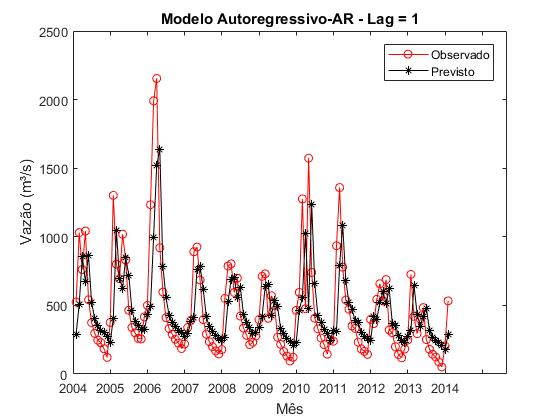 Modelo Autoregressivo-AR - Lag = 1
2500
2000
1500
1000
500
0
Vazão (m³/s)
Observado
Previsto
2004 2005 2006 2007 2008 2009 2010 2011 2012 2013 2014
Mês